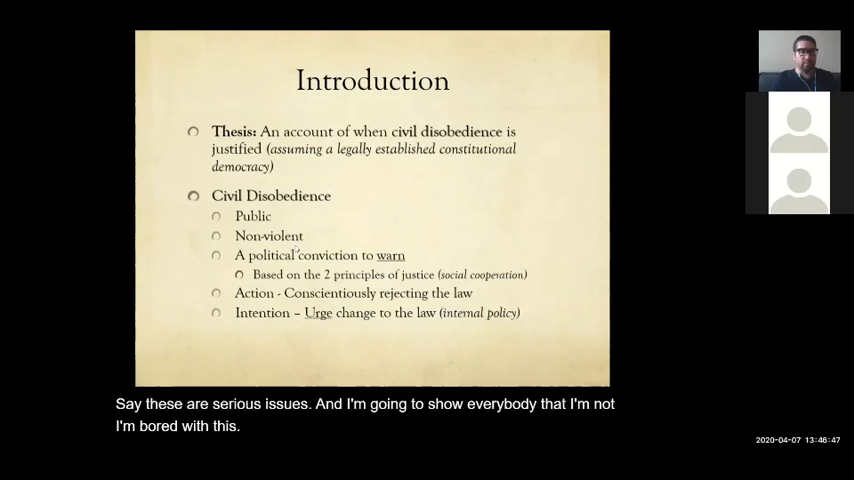 Introduction
Thesis: An account of when civil disobedience is
justified (assuming a legally established constitutional
democracy)
Civil Disobedience
Public
Non-violent
A political conviction to warn
Based on the 2 principles of justice (social cooperation)
Action - Conscientiously rejecting the law
Intention – Urge change to the law (internal policy)
Say these are serious issues. And I'm going to show everybody that I'm not
I'm bored with this.
2020-04-07 13:46:47